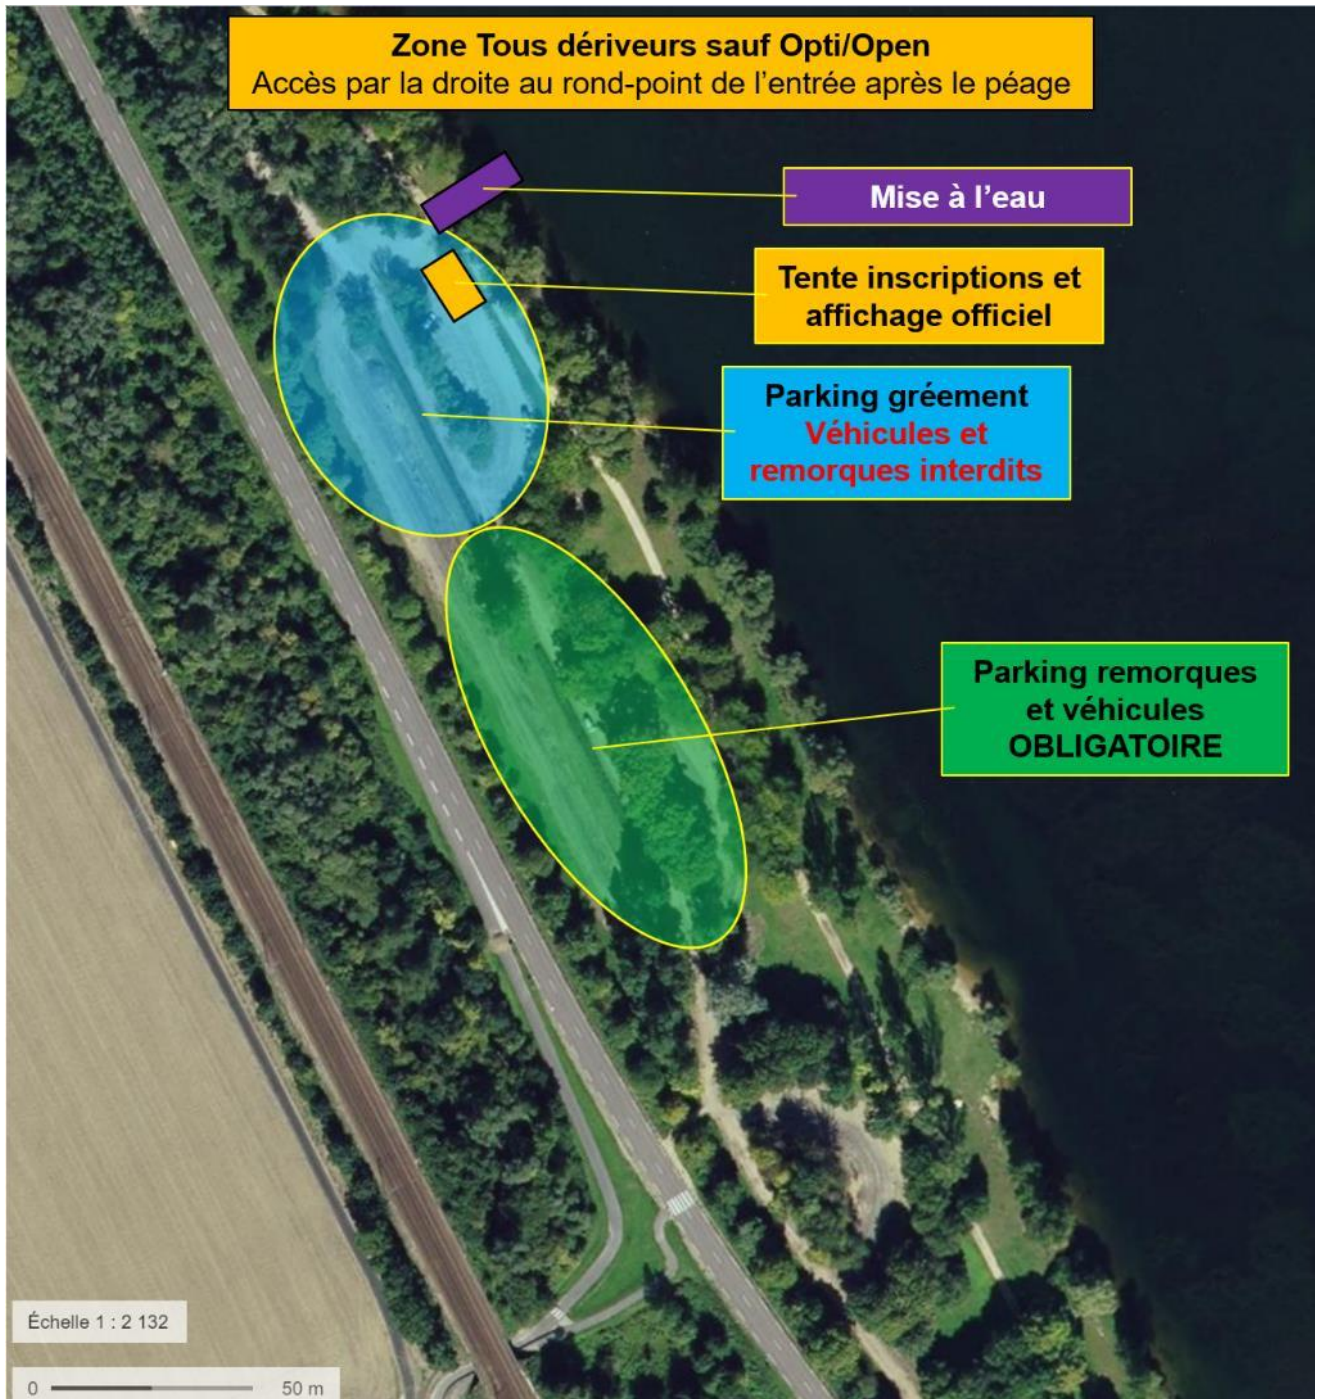 Zone Tous dériveurs sauf Opti/Open
Accès par la droite au rond-point de l'entrée après le péage
Mise à l'eau
Tente inscriptions et
affichage officiel
Parking gréement
Véhicules et
remorques interdits
Parking remorques
et véhicules
OBLIGATOIRE
Échelle 1 : 2 132
0 50 m